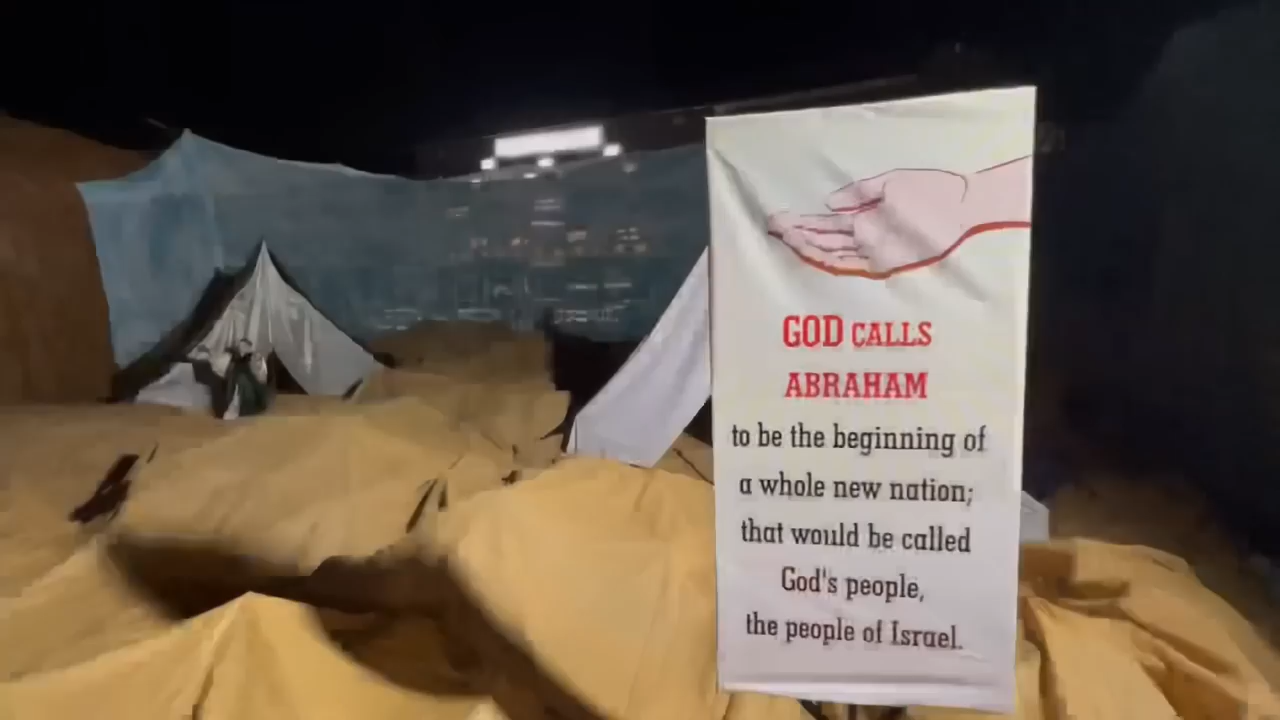 GOD CALLS
ABRAHAM
to be the beginning of
a whole new nation;
that would be called
God's people,
the people of Israel.